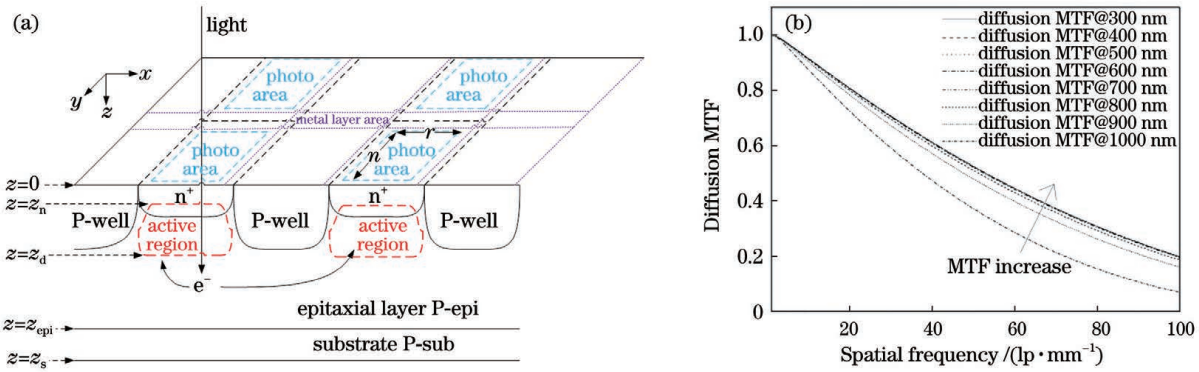 (a)
light
x
y
z
photo
area
photo
area
metal layer area
r
n
photo
area
photo
area
z=0
z=zₙ
n⁺
n⁺
P-well
P-well
P-well
active
region
active
region
z=z_d
e⁻
epitaxial layer P-epi
z=z_epi
substrate P-sub
z=zₛ
(b)
diffusion MTF@300 nm
diffusion MTF@400 nm
diffusion MTF@500 nm
diffusion MTF@600 nm
diffusion MTF@700 nm
diffusion MTF@800 nm
diffusion MTF@900 nm
diffusion MTF@1000 nm
1.0
0.8
0.6
0.4
0.2
0
Diffusion MTF
MTF increase
20
40
60
80
100
Spatial frequency /(lp·mm⁻¹)